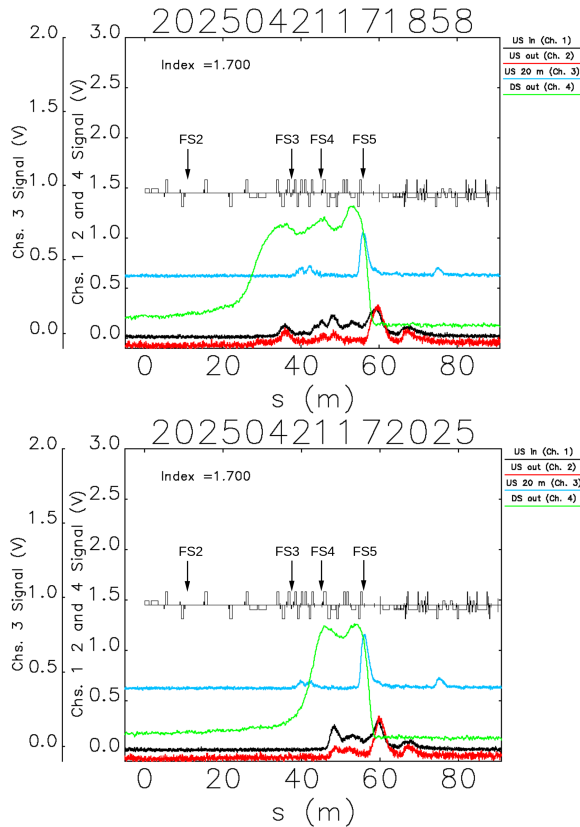 20250421171858
US in (Ch. 1)
US out (Ch. 2)
US 20 m (Ch. 3)
DS out (Ch. 4)
Index =1.700
FS2 FS3 FS4 FS5
Chs. 3 Signal (V)
2.0
1.5
1.0
0.5
0.0
Chs. 1 2 and 4 Signal (V)
3.0
2.5
2.0
1.5
1.0
0.5
0.0
0 20 40 60 80
s (m)
20250421172025
US in (Ch. 1)
US out (Ch. 2)
US 20 m (Ch. 3)
DS out (Ch. 4)
Index =1.700
FS2 FS3 FS4 FS5
Chs. 3 Signal (V)
2.0
1.5
1.0
0.5
0.0
Chs. 1 2 and 4 Signal (V)
3.0
2.5
2.0
1.5
1.0
0.5
0.0
0 20 40 60 80
s (m)